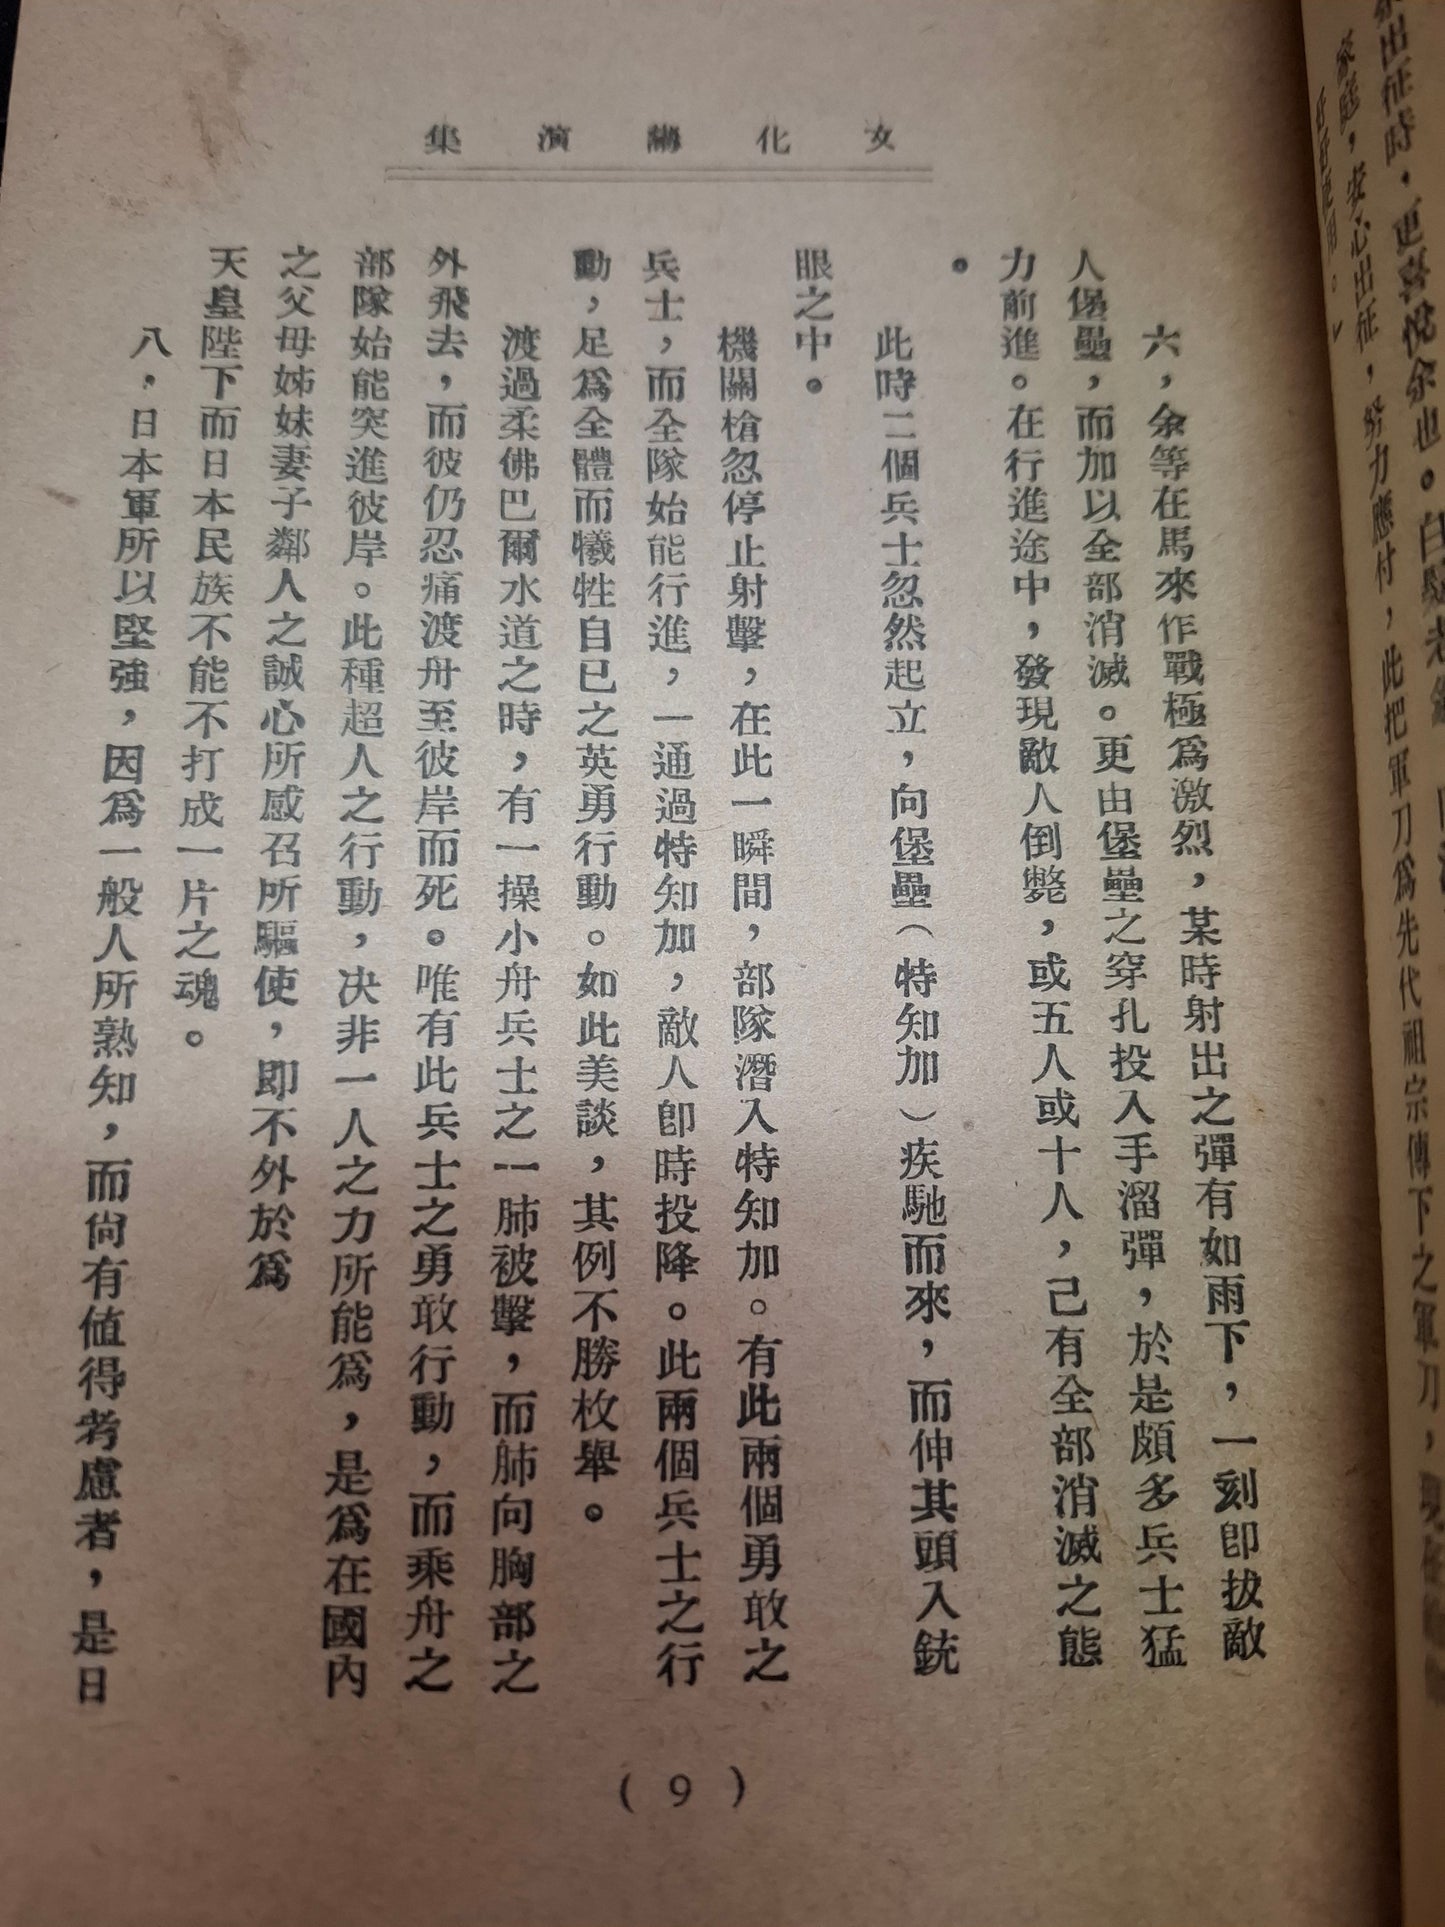 出征時，更喜悅余也。白髮老
家庭，安心出征，努力應付，此把軍刀爲先代祖宗傳下之軍刀，
使用。」
文化講演集
六，余等在馬來作戰極爲激烈，某時射出之彈有如雨下，一刻卽拔敵
人堡壘，而加以全部消滅。更由堡壘之穿孔投入手溜彈，於是頗多兵士猛
力前進。在行進途中，發現敵人倒斃，或五人或十人，己有全部消滅之態
。
此時二個兵士忽然起立，向堡壘（特知加）疾馳而來，而伸其頭入銃
眼之中。
機關槍忽停止射擊，在此一瞬間，部隊潛入特知加。有此兩個勇敢之
兵士，而全隊始能行進，一通過特知加，敵人卽時投降。此兩個兵士之行
動，足爲全體而犧牲自已之英勇行動。如此美談，其例不勝枚舉。
渡過柔佛巴爾水道之時，有一操小舟兵士之一肺被擊，而肺向胸部之
外飛去，而彼仍忍痛渡舟至彼岸而死。唯有此兵士之勇敢行動，而乘舟之
部隊始能突進彼岸。此種超人之行動，决非一人之力所能爲，是爲在國內
之父母姊妹妻子鄰人之誠心所感召所驅使，即不外於爲
天皇陛下而日本民族不能不打成一片之魂。
八，日本軍所以堅強，因爲一般人所熟知，而尙有値得考慮者，是日
(9)